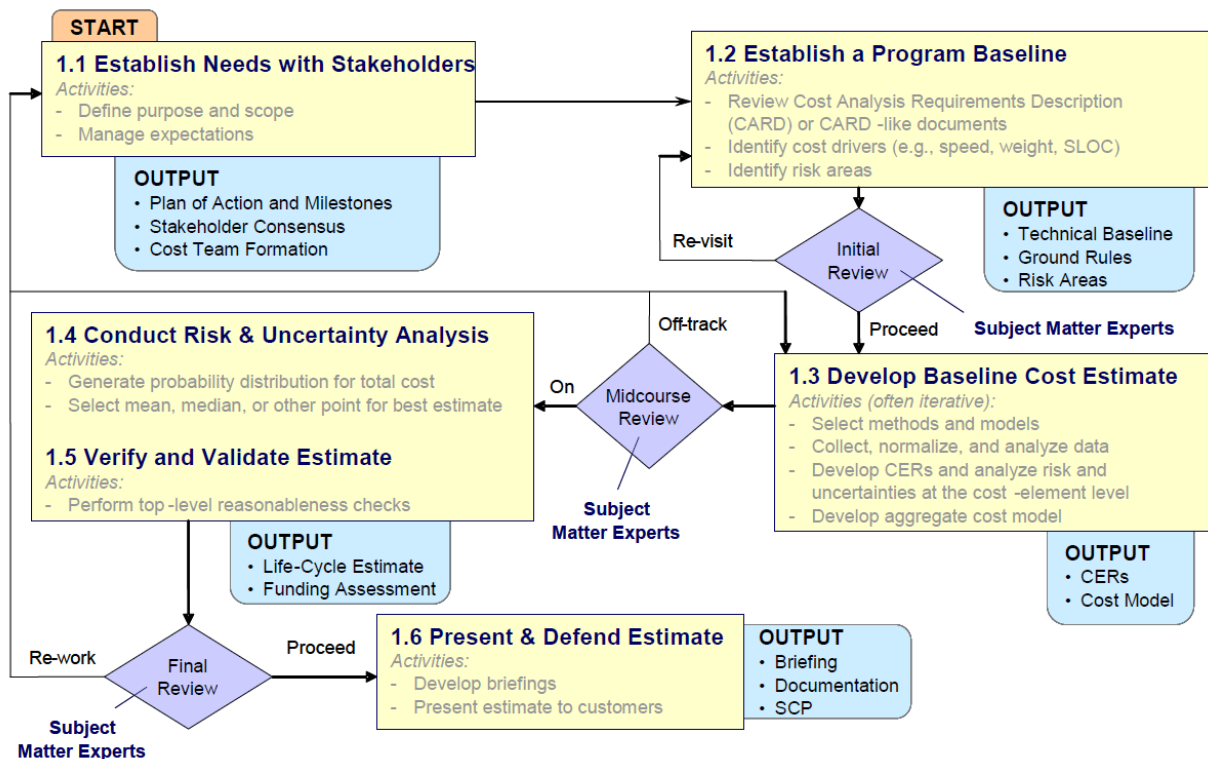 START
1.1 Establish Needs with Stakeholders
Activities:
- Define purpose and scope
- Manage expectations
OUTPUT
• Plan of Action and Milestones
• Stakeholder Consensus
• Cost Team Formation
1.2 Establish a Program Baseline
Activities:
- Review Cost Analysis Requirements Description
(CARD) or CARD -like documents
- Identify cost drivers (e.g., speed, weight, SLOC)
- Identify risk areas
OUTPUT
• Technical Baseline
• Ground Rules
• Risk Areas
Re-visit
Initial
Review
Subject Matter Experts
Proceed
1.3 Develop Baseline Cost Estimate
Activities (often iterative):
- Select methods and models
- Collect, normalize, and analyze data
- Develop CERs and analyze risk and
uncertainties at the cost -element level
- Develop aggregate cost model
OUTPUT
• CERs
• Cost Model
Off-track
Midcourse
Review
On
Subject
Matter Experts
1.4 Conduct Risk & Uncertainty Analysis
Activities:
- Generate probability distribution for total cost
- Select mean, median, or other point for best estimate
1.5 Verify and Validate Estimate
Activities:
- Perform top -level reasonableness checks
OUTPUT
• Life-Cycle Estimate
• Funding Assessment
Re-work
Final
Review
Subject
Matter Experts
Proceed
1.6 Present & Defend Estimate
Activities:
- Develop briefings
- Present estimate to customers
OUTPUT
• Briefing
• Documentation
• SCP